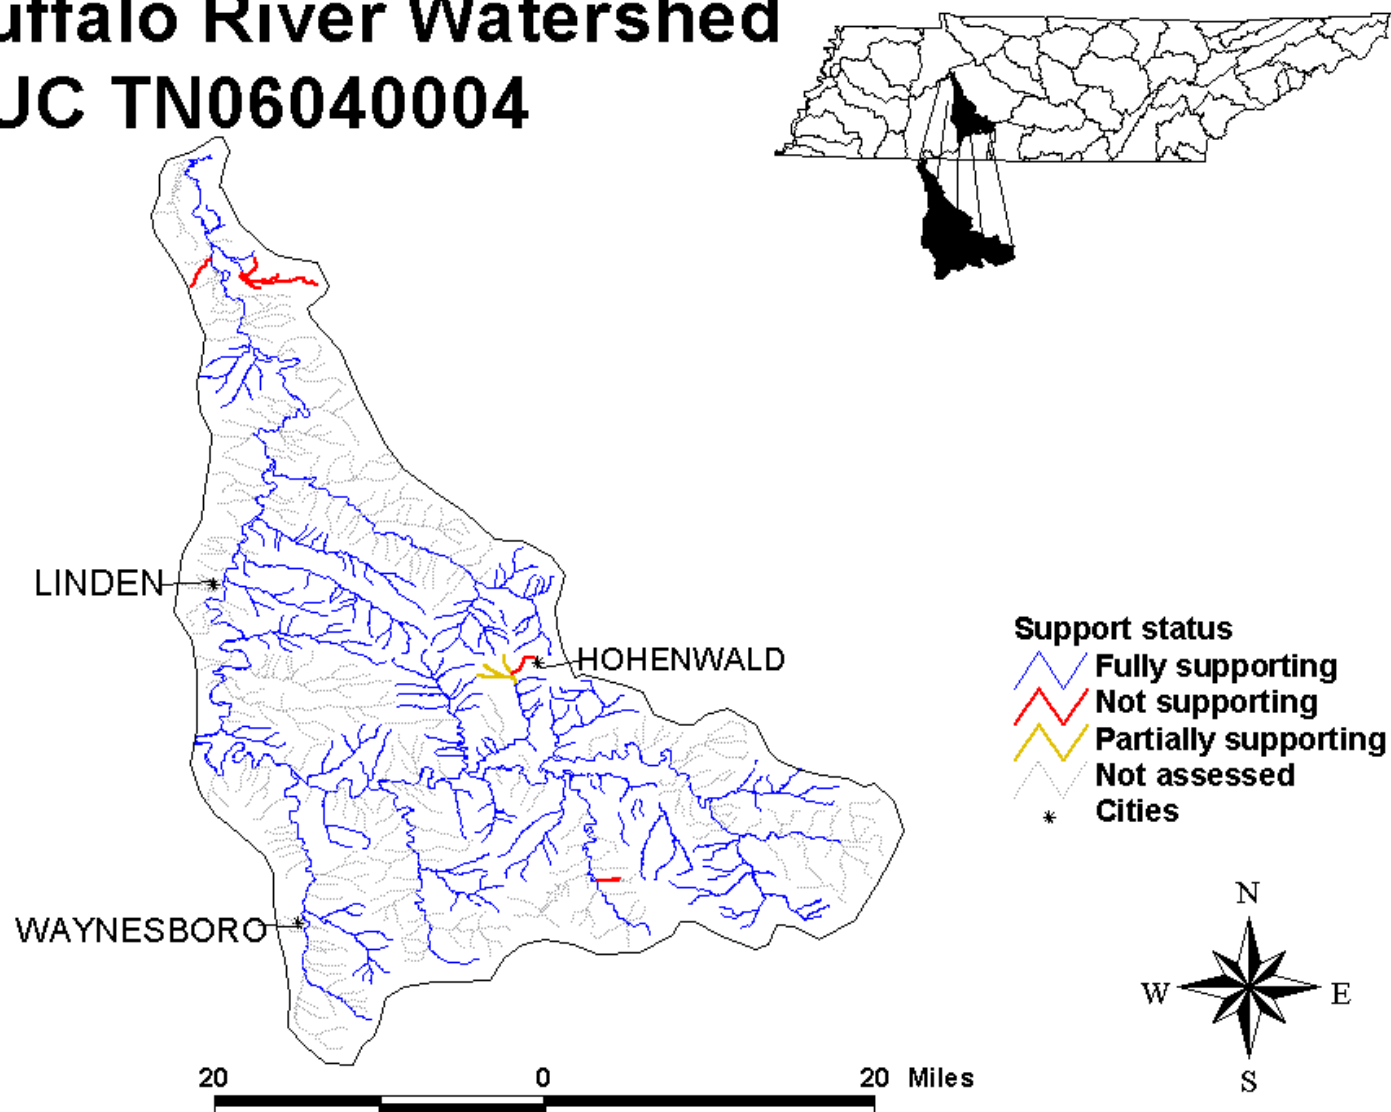 uffalo River Watershed
UC TN06040004
LINDEN
HOHENWALD
WAYNESBORO
Support status
Fully supporting
Not supporting
Partially supporting
Not assessed
Cities
N
W E
S
20 0 20 Miles